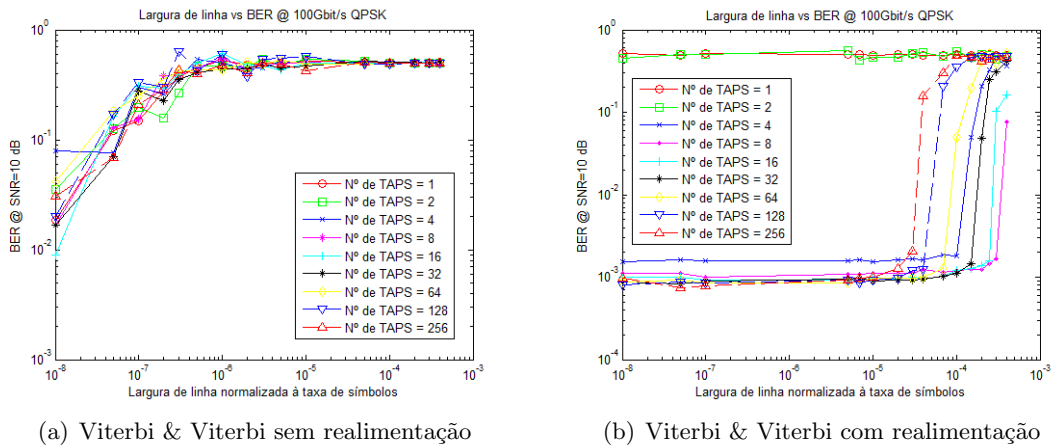 Largura de linha vs BER @ 100Gbit/s QPSK
10^0
10^-1
10^-2
10^-3
BER @ SNR=10 dB
Nº de TAPS = 1
Nº de TAPS = 2
Nº de TAPS = 4
Nº de TAPS = 8
Nº de TAPS = 16
Nº de TAPS = 32
Nº de TAPS = 64
Nº de TAPS = 128
Nº de TAPS = 256
10^-8 10^-7 10^-6 10^-5 10^-4 10^-3
Largura de linha normalizada à taxa de símbolos
(a) Viterbi & Viterbi sem realimentação
Largura de linha vs BER @ 100Gbit/s QPSK
10^0
10^-1
10^-2
10^-3
10^-4
BER @ SNR=10 dB
Nº de TAPS = 1
Nº de TAPS = 2
Nº de TAPS = 4
Nº de TAPS = 8
Nº de TAPS = 16
Nº de TAPS = 32
Nº de TAPS = 64
Nº de TAPS = 128
Nº de TAPS = 256
10^-8 10^-7 10^-6 10^-5 10^-4 10^-3
Largura de linha normalizada à taxa de símbolos
(b) Viterbi & Viterbi com realimentação